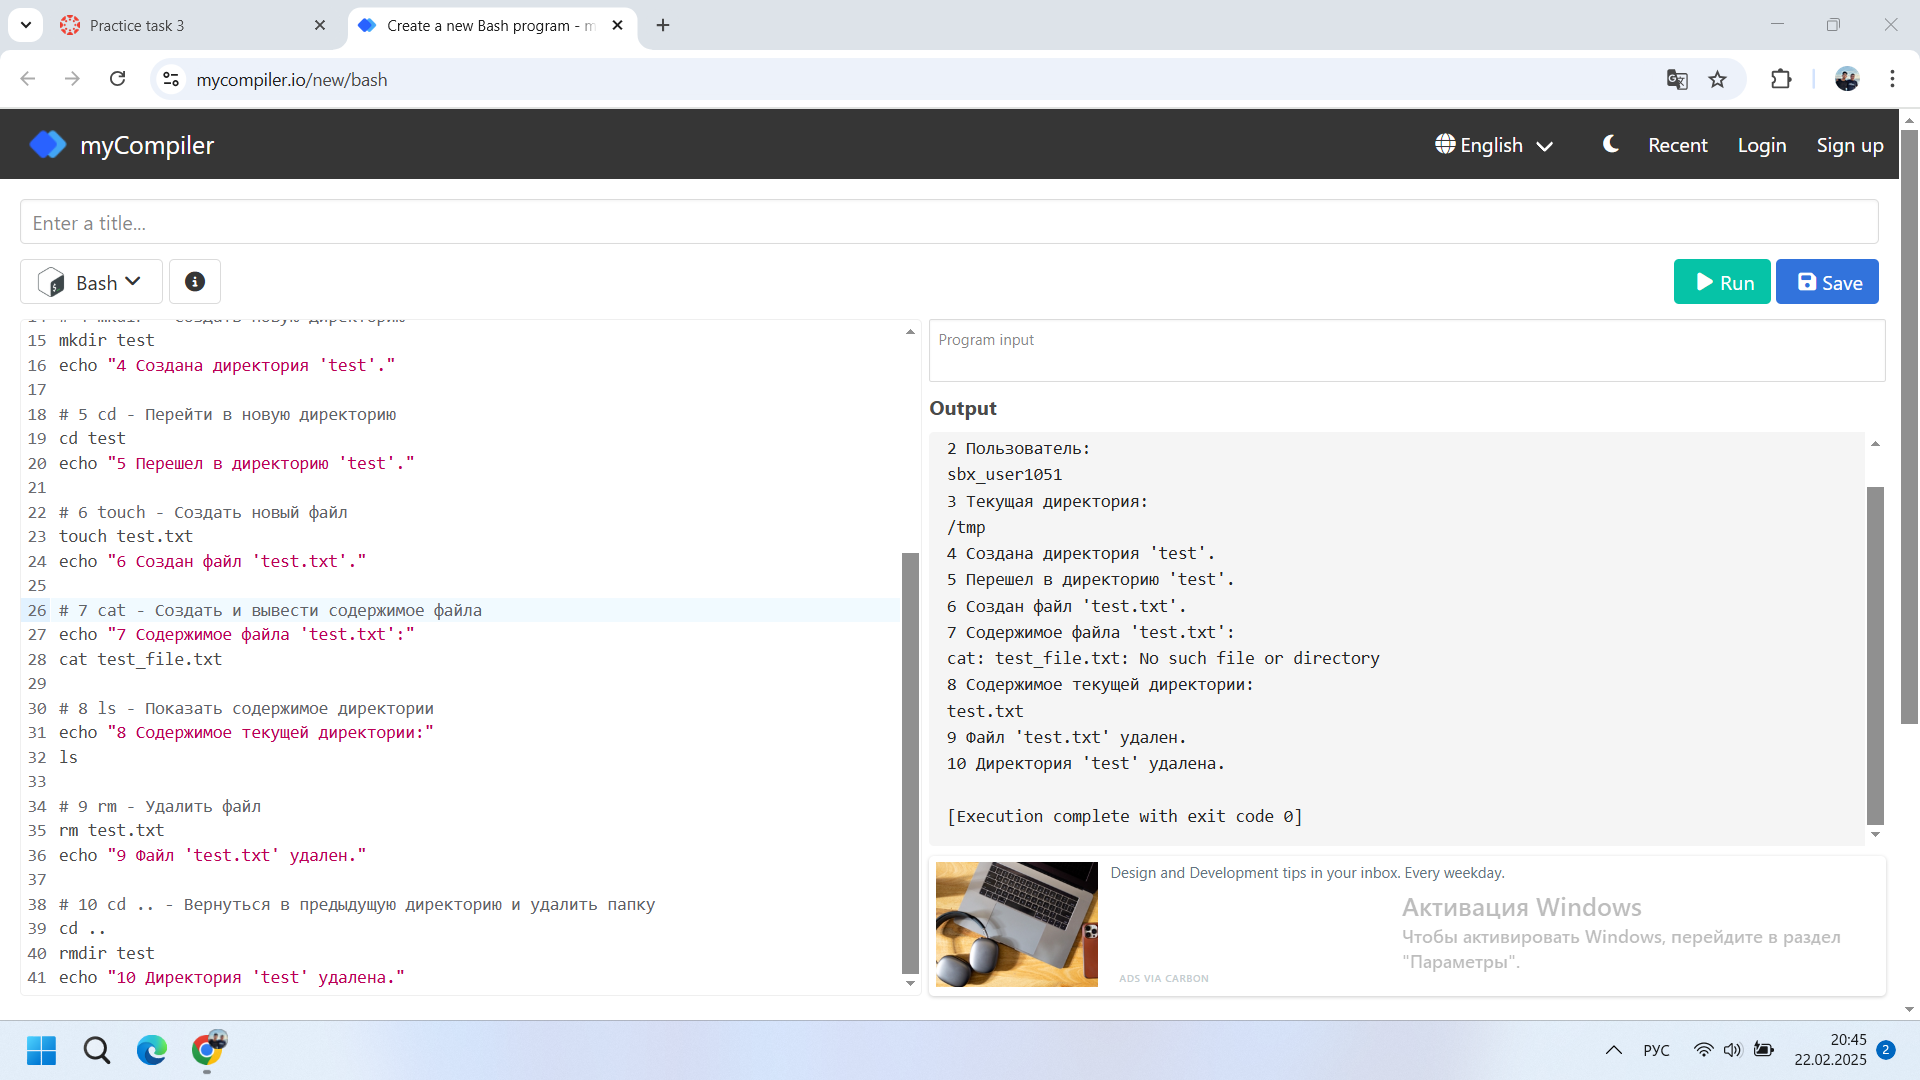 Practice task 3
Create a new Bash program - m
mycompiler.io/new/bash
myCompiler
English
Recent
Login
Sign up
Enter a title...
Bash
Run
Save
14 # 4 mkdir - Создать новую директорию
15 mkdir test
16 echo "4 Создана директория 'test'."
17
18 # 5 cd - Перейти в новую директорию
19 cd test
20 echo "5 Перешел в директорию 'test'."
21
22 # 6 touch - Создать новый файл
23 touch test.txt
24 echo "6 Создан файл 'test.txt'."
25
26 # 7 cat - Создать и вывести содержимое файла
27 echo "7 Содержимое файла 'test.txt':"
28 cat test_file.txt
29
30 # 8 ls - Показать содержимое директории
31 echo "8 Содержимое текущей директории:"
32 ls
33
34 # 9 rm - Удалить файл
35 rm test.txt
36 echo "9 Файл 'test.txt' удален."
37
38 # 10 cd .. - Вернуться в предыдущую директорию и удалить папку
39 cd ..
40 rmdir test
41 echo "10 Директория 'test' удалена."
Program input
Output
2 Пользователь:
sbx_user1051
3 Текущая директория:
/tmp
4 Создана директория 'test'.
5 Перешел в директорию 'test'.
6 Создан файл 'test.txt'.
7 Содержимое файла 'test.txt':
cat: test_file.txt: No such file or directory
8 Содержимое текущей директории:
test.txt
9 Файл 'test.txt' удален.
10 Директория 'test' удалена.
[Execution complete with exit code 0]
Design and Development tips in your inbox. Every weekday.
ADS VIA CARBON
Активация Windows
Чтобы активировать Windows, перейдите в раздел
"Параметры".
РУС
20:45
22.02.2025
2